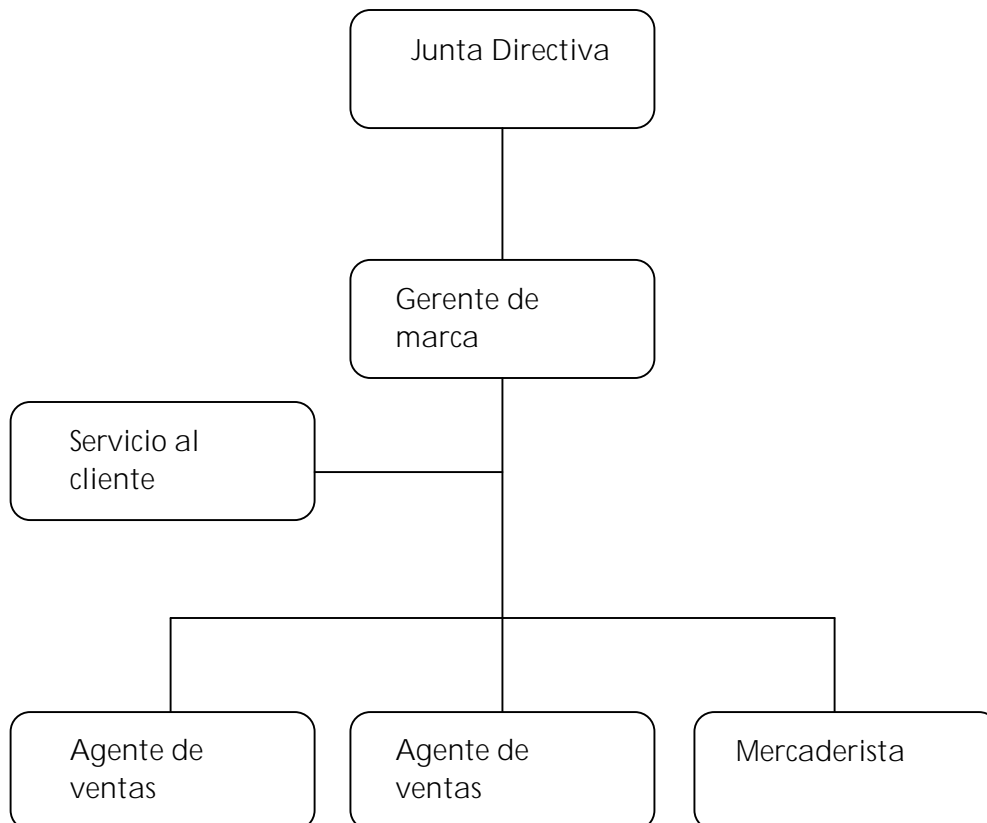 Junta Directiva
Gerente de
marca
Servicio al
cliente
Agente de
ventas
Agente de
ventas
Mercaderista